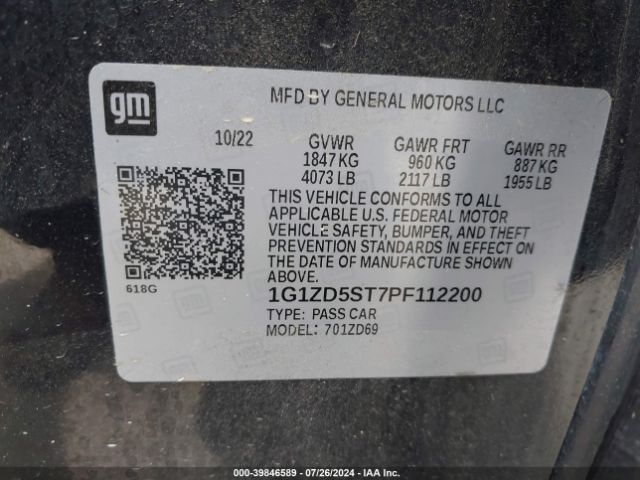 gm
MFD BY GENERAL MOTORS LLC
10/22 GVWR GAWR FRT GAWR RR
1847 KG 960 KG 887 KG
4073 LB 2117 LB 1955 LB
THIS VEHICLE CONFORMS TO ALL
APPLICABLE U.S. FEDERAL MOTOR
VEHICLE SAFETY, BUMPER, AND THEFT
PREVENTION STANDARDS IN EFFECT ON
THE DATE OF MANUFACTURE SHOWN
ABOVE.
618G
1G1ZD5ST7PF112200
TYPE: PASS CAR
MODEL: 701ZD69
000-39846589 - 07/26/2024 - IAA Inc.